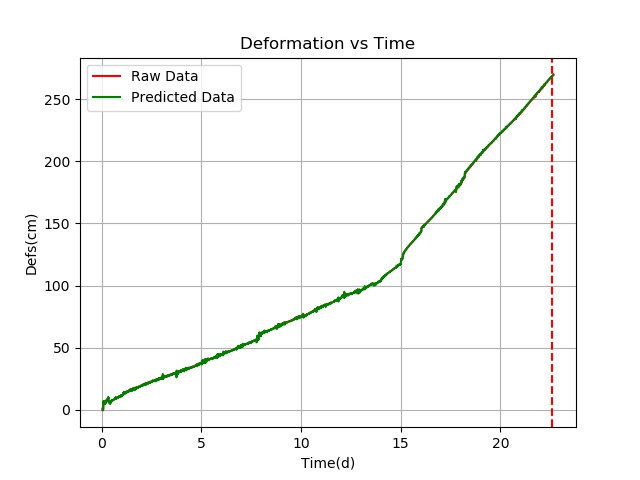 Deformation vs Time
Raw Data
Predicted Data
250
200
150
100
50
0
Defs(cm)
0 5 10 15 20
Time(d)